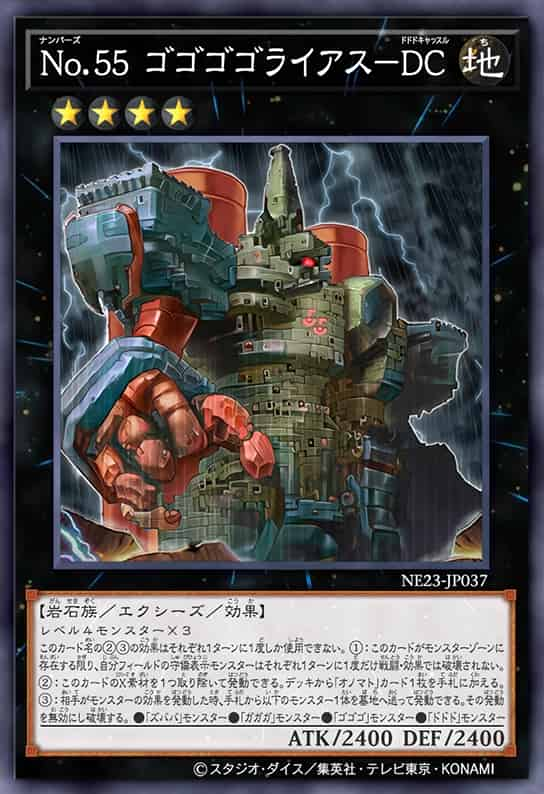 ナンバーズ
ドドドキャッスル
No.55 ゴゴゴゴライアスーDC
ち
地
55
NE23-JP037
がんせきぞく こうか
【岩石族／エクシーズ／効果】
レベル４モンスター×３
このカード名の②③の効果はそれぞれ1ターンに1度しか使用できない。①：このカードがモンスターゾーンに
存在する限り、自分フィールドの守備表示モンスターはそれぞれ1ターンに1度だけ戦闘・効果では破壊されない。
②：このカードのX素材を１つ取り除いて発動できる。デッキから「オノマト」カード１枚を手札に加える。
③：相手がモンスターの効果を発動した時、手札から以下のモンスター1体を墓地へ送って発動できる。その発動
を無効にし破壊する。●「ズババ」モンスター●「ガガガ」モンスター●「ゴゴゴ」モンスター●「ドドド」モンスター
ATK/2400 DEF/2400
©スタジオ・ダイス／集英社・テレビ東京・KONAMI